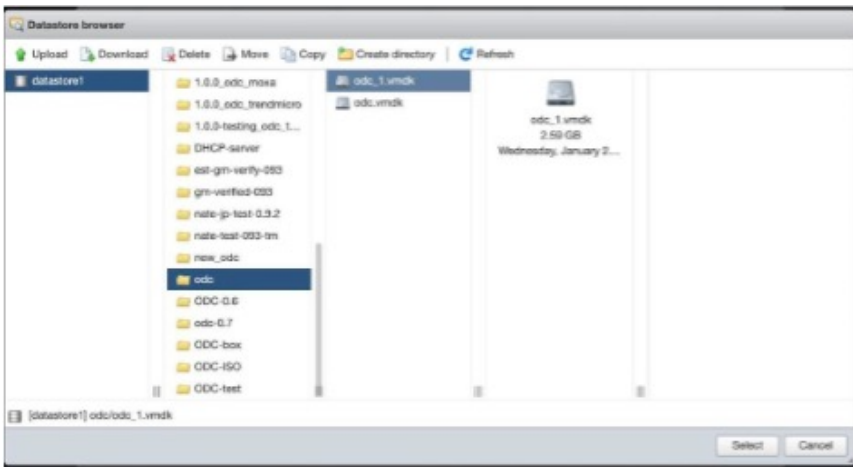 Datastore browser
Upload Download Delete Move Copy Create directory Refresh
datastore1
1.0.0_odc_moxa
1.0.0_odc_trendmicro
1.0.0-testing_odc_t...
DHCP-server
est-grn-verify-093
grn-verified-093
nate-jp-test-0.9.2
nate-test-093-tm
new_odc
odc
ODC-0.6
odc-0.7
ODC-box
ODC-ISO
ODC-test
odc_1.vmdk
odc.vmdk
odc_1.vmdk
2.59 GB
Wednesday, January 2...
[datastore1] odc/odc_1.vmdk
Select Cancel